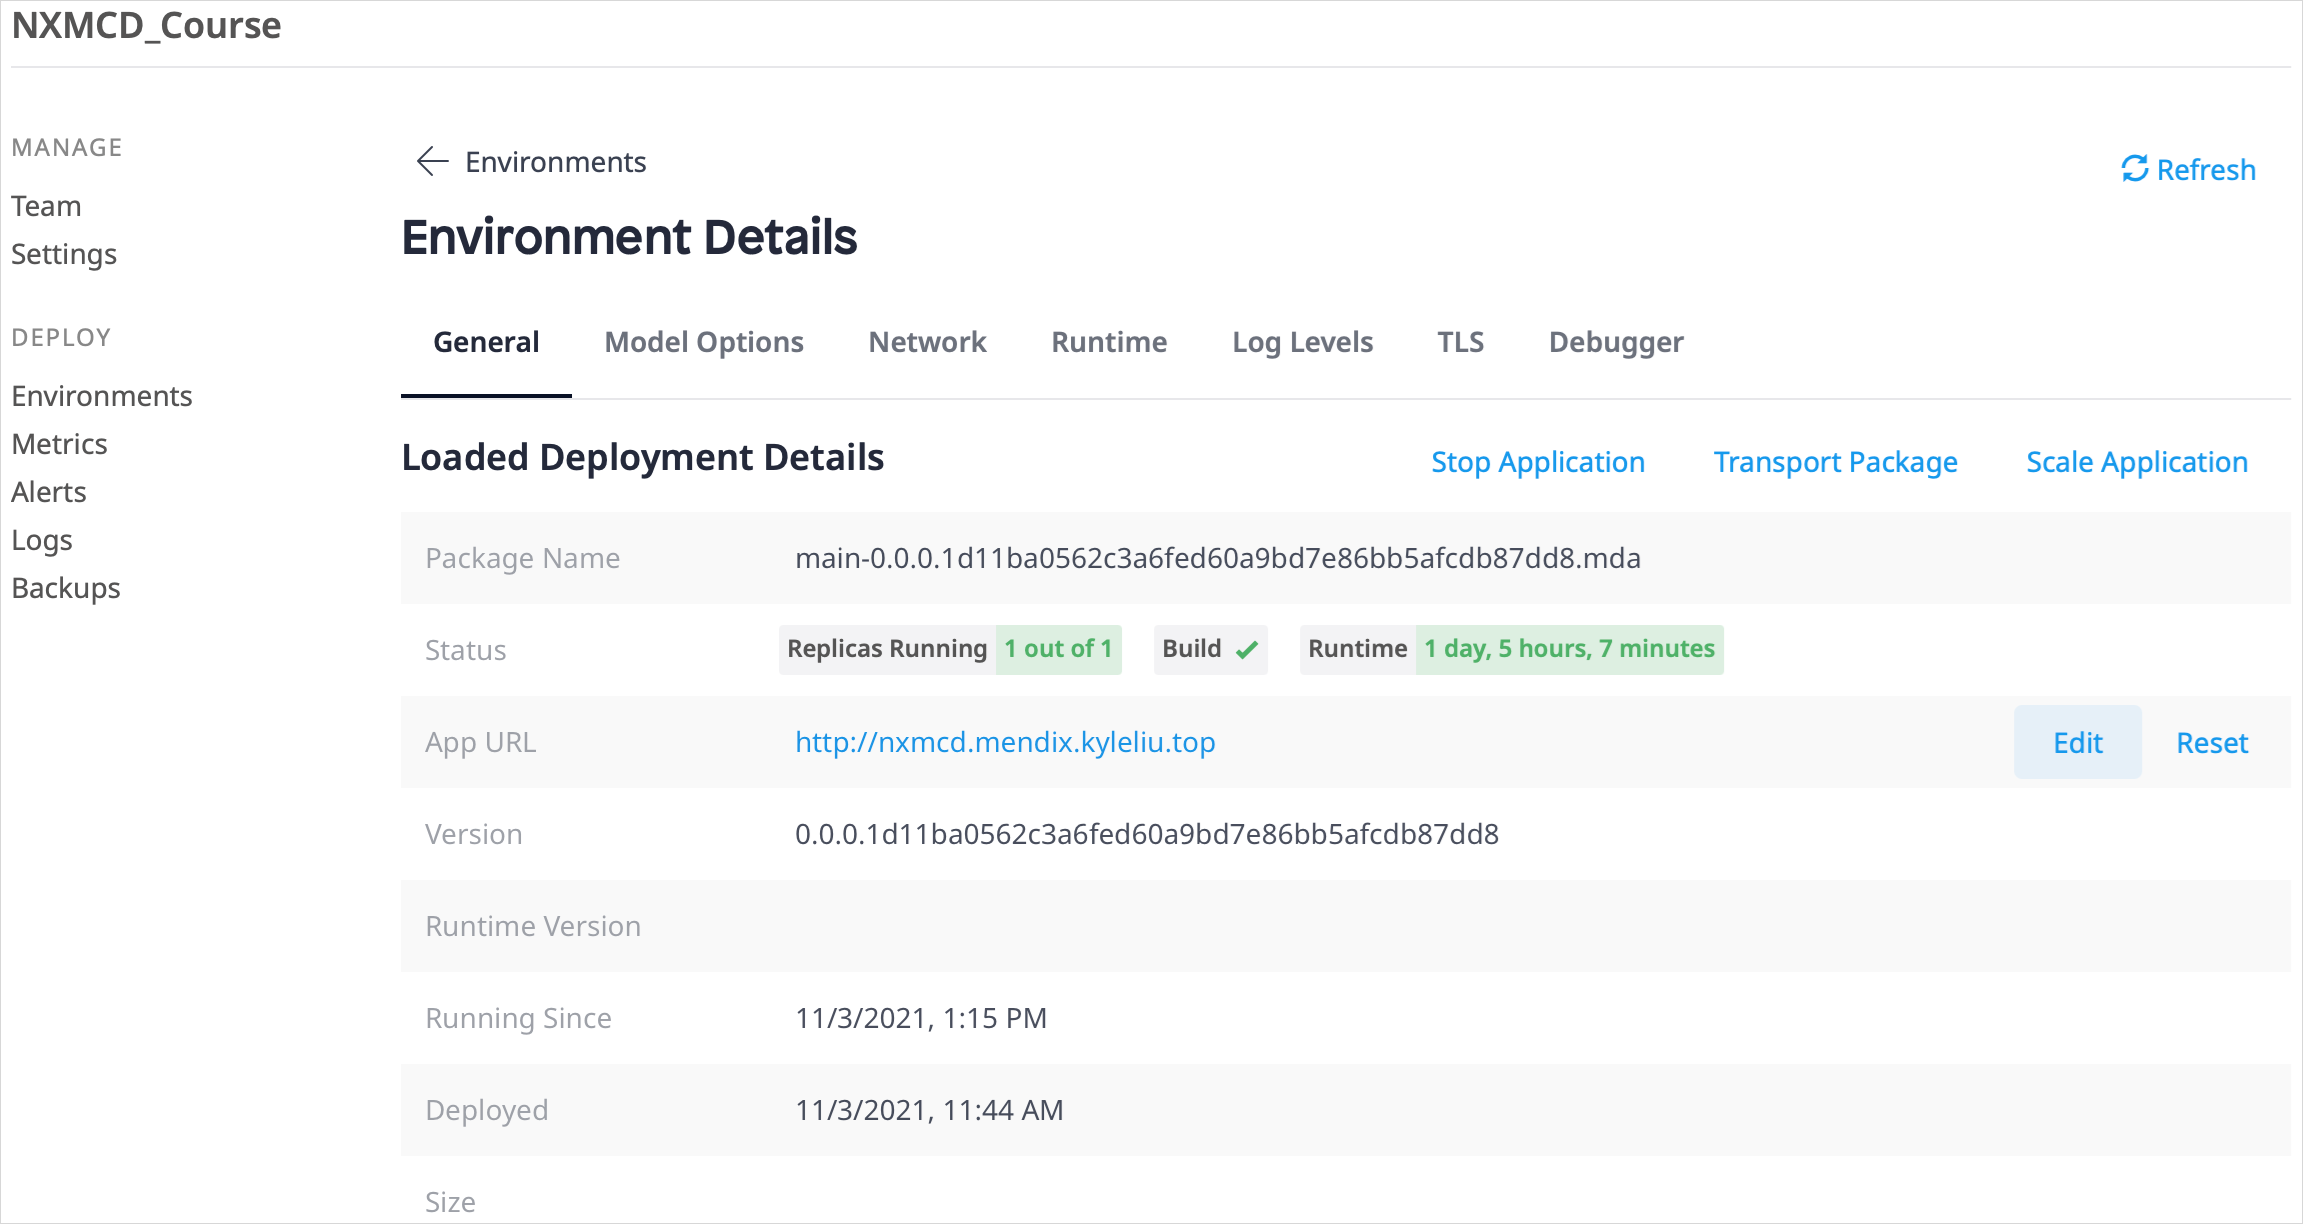 NXMCD_Course
MANAGE
Team
Settings
DEPLOY
Environments
Metrics
Alerts
Logs
Backups
Environments
Refresh
Environment Details
General Model Options Network Runtime Log Levels TLS Debugger
Loaded Deployment Details Stop Application Transport Package Scale Application
Package Name main-0.0.0.1d11ba0562c3a6fed60a9bd7e86bb5afcdb87dd8.mda
Status Replicas Running 1 out of 1 Build Runtime 1 day, 5 hours, 7 minutes
App URL http://nxmcd.mendix.kyleliu.top Edit Reset
Version 0.0.0.1d11ba0562c3a6fed60a9bd7e86bb5afcdb87dd8
Runtime Version
Running Since 11/3/2021, 1:15 PM
Deployed 11/3/2021, 11:44 AM
Size